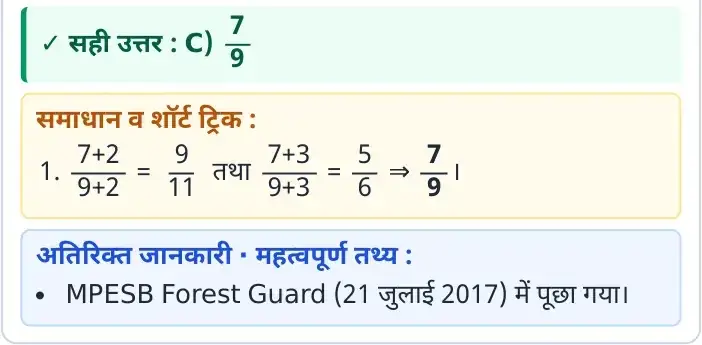 ✓ सही उत्तर : C) 7/9
समाधान व शॉर्ट ट्रिक :
1. 7+2/9+2 = 9/11 तथा 7+3/9+3 = 5/6 ⇒ 7/9।
अतिरिक्त जानकारी · महत्वपूर्ण तथ्य :
• MPESB Forest Guard (21 जुलाई 2017) में पूछा गया।